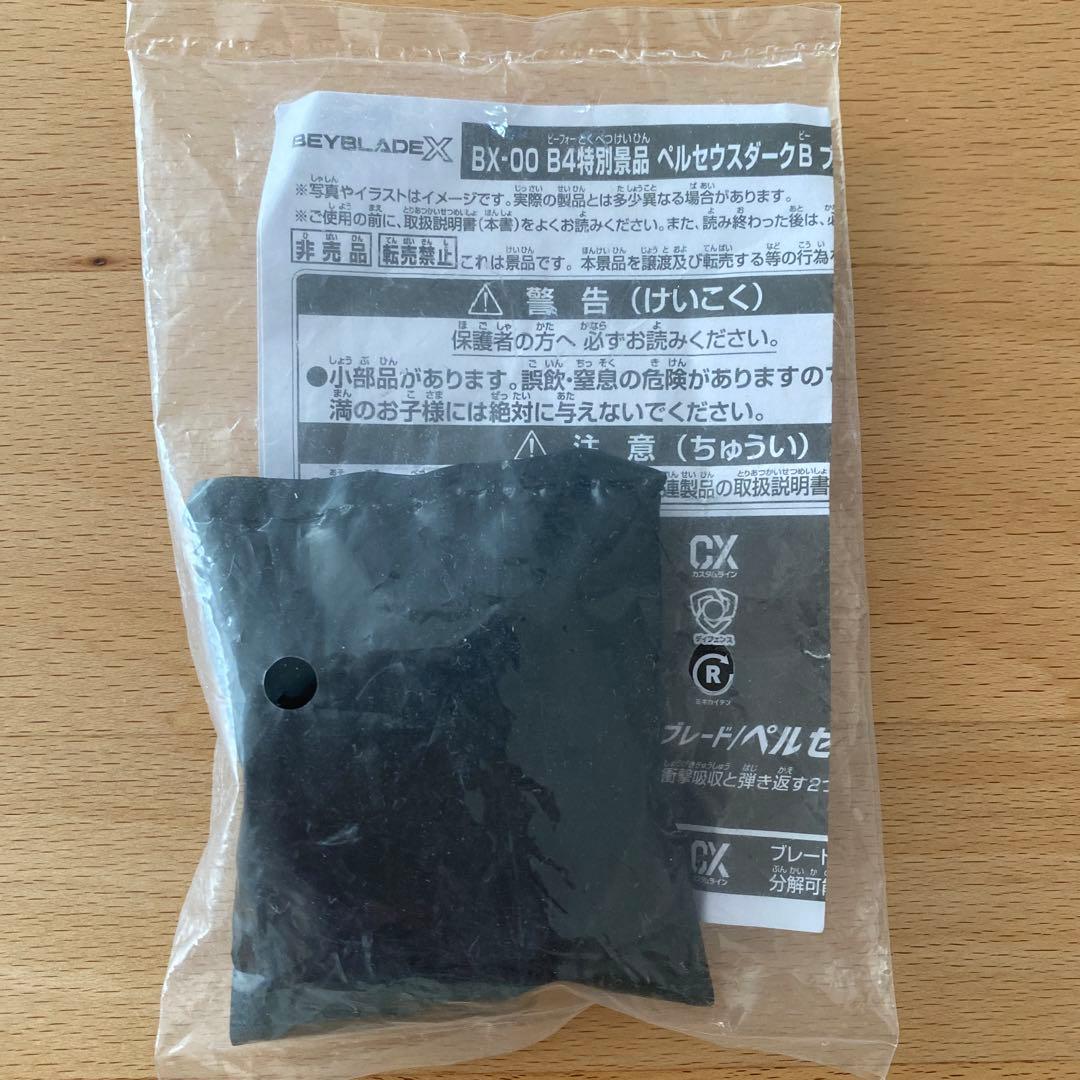 BEYBLADE X
BX-00 B4特別景品 ペルセウスダークB
※写真やイラストはイメージです。実際の製品とは多少異なる場合があります。
※ご使用の前に、取扱説明書(本書)をよくお読みください。また、読み終わった後は、
非売品 転売禁止 これは景品です。本景品を譲渡及び転売する等の行為を
警告(けいこく)
保護者の方へ 必ずお読みください。
●小部品があります。誤飲・窒息の危険がありますので
満のお子様には絶対に与えないでください。
注意(ちゅうい)
連製品の取扱説明書
CX
カスタムライン
ディフェンス
R
ミギカイテン
ブレード/ペルセ
衝撃吸収と弾き返す2つ
CX
ブレード
分解可能